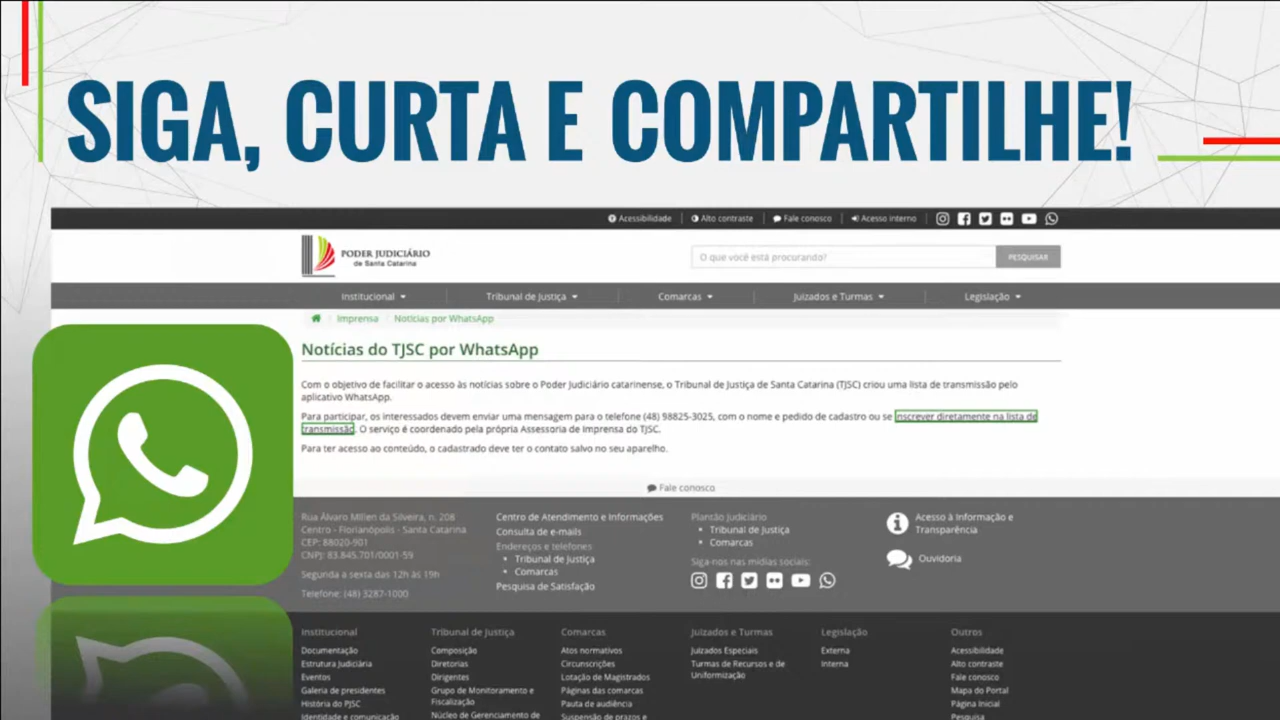 SIGA, CURTA E COMPARTILHE!
Acessibilidade
Alto contraste
Fale conosco
Acesso interno
PODER JUDICIÁRIO
de Santa Catarina
O que você está procurando?
PESQUISAR
Institucional
Tribunal de Justiça
Comarcas
Juizados e Turmas
Legislação
Imprensa / Notícias por WhatsApp
Notícias do TJSC por WhatsApp
Com o objetivo de facilitar o acesso às notícias sobre o Poder Judiciário catarinense, o Tribunal de Justiça de Santa Catarina (TJSC) criou uma lista de transmissão pelo
aplicativo WhatsApp.
Para participar, os interessados devem enviar uma mensagem para o telefone (48) 98825-3025, com o nome e pedido de cadastro ou se inscrever diretamente na lista de
transmissão. O serviço é coordenado pela própria Assessoria de Imprensa do TJSC.
Para ter acesso ao conteúdo, o cadastrado deve ter o contato salvo no seu aparelho.
Fale conosco
Rua Álvaro Millen da Silveira, n. 208
Centro - Florianópolis - Santa Catarina
CEP: 88020-901
CNPJ: 83.845.701/0001-59
Segunda a sexta das 12h às 19h
Telefone: (48) 3287-1000
Centro de Atendimento e Informações
Consulta de e-mails
Endereços e telefones
Tribunal de Justiça
Comarcas
Pesquisa de Satisfação
Plantão Judiciário
Tribunal de Justiça
Comarcas
Siga-nos nas mídias sociais:
Acesso à Informação e
Transparência
Ouvidoria
Institucional
Documentação
Estrutura Judiciária
Eventos
Galeria de presidentes
História do PJSC
Identidade e comunicação
Tribunal de Justiça
Composição
Diretorias
Dirigentes
Grupo de Monitoramento e
Fiscalização
Núcleo de Gerenciamento de
Comarcas
Atos normativos
Circunscrições
Lotação de Magistrados
Páginas das comarcas
Pauta de audiência
Suspensão de prazos e
Juizados e Turmas
Juizados Especiais
Turmas de Recursos e de
Uniformização
Legislação
Externa
Interna
Outros
Acessibilidade
Alto contraste
Fale conosco
Mapa do Portal
Página Inicial
Pesquisa